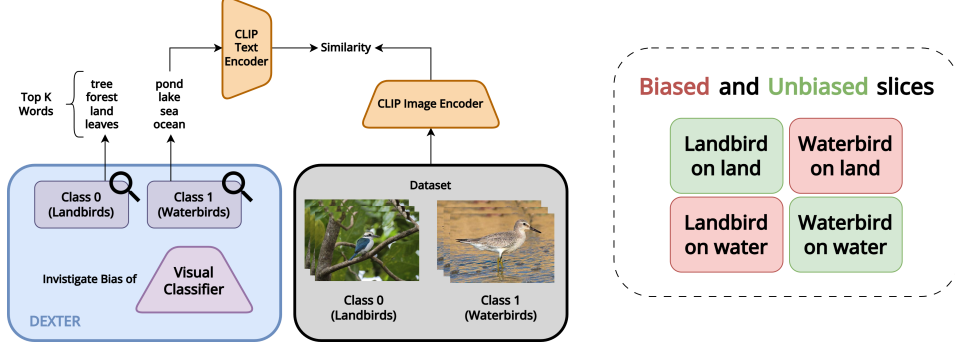 CLIP
Text
Encoder
Similarity
Top K
Words
tree
forest
land
leaves
pond
lake
sea
ocean
CLIP Image Encoder
Class 0
(Landbirds)
Class 1
(Waterbirds)
Invistigate Bias of
Visual
Classifier
DEXTER
Dataset
Class 0
(Landbirds)
Class 1
(Waterbirds)
Biased and Unbiased slices
Landbird
on land
Waterbird
on land
Landbird
on water
Waterbird
on water